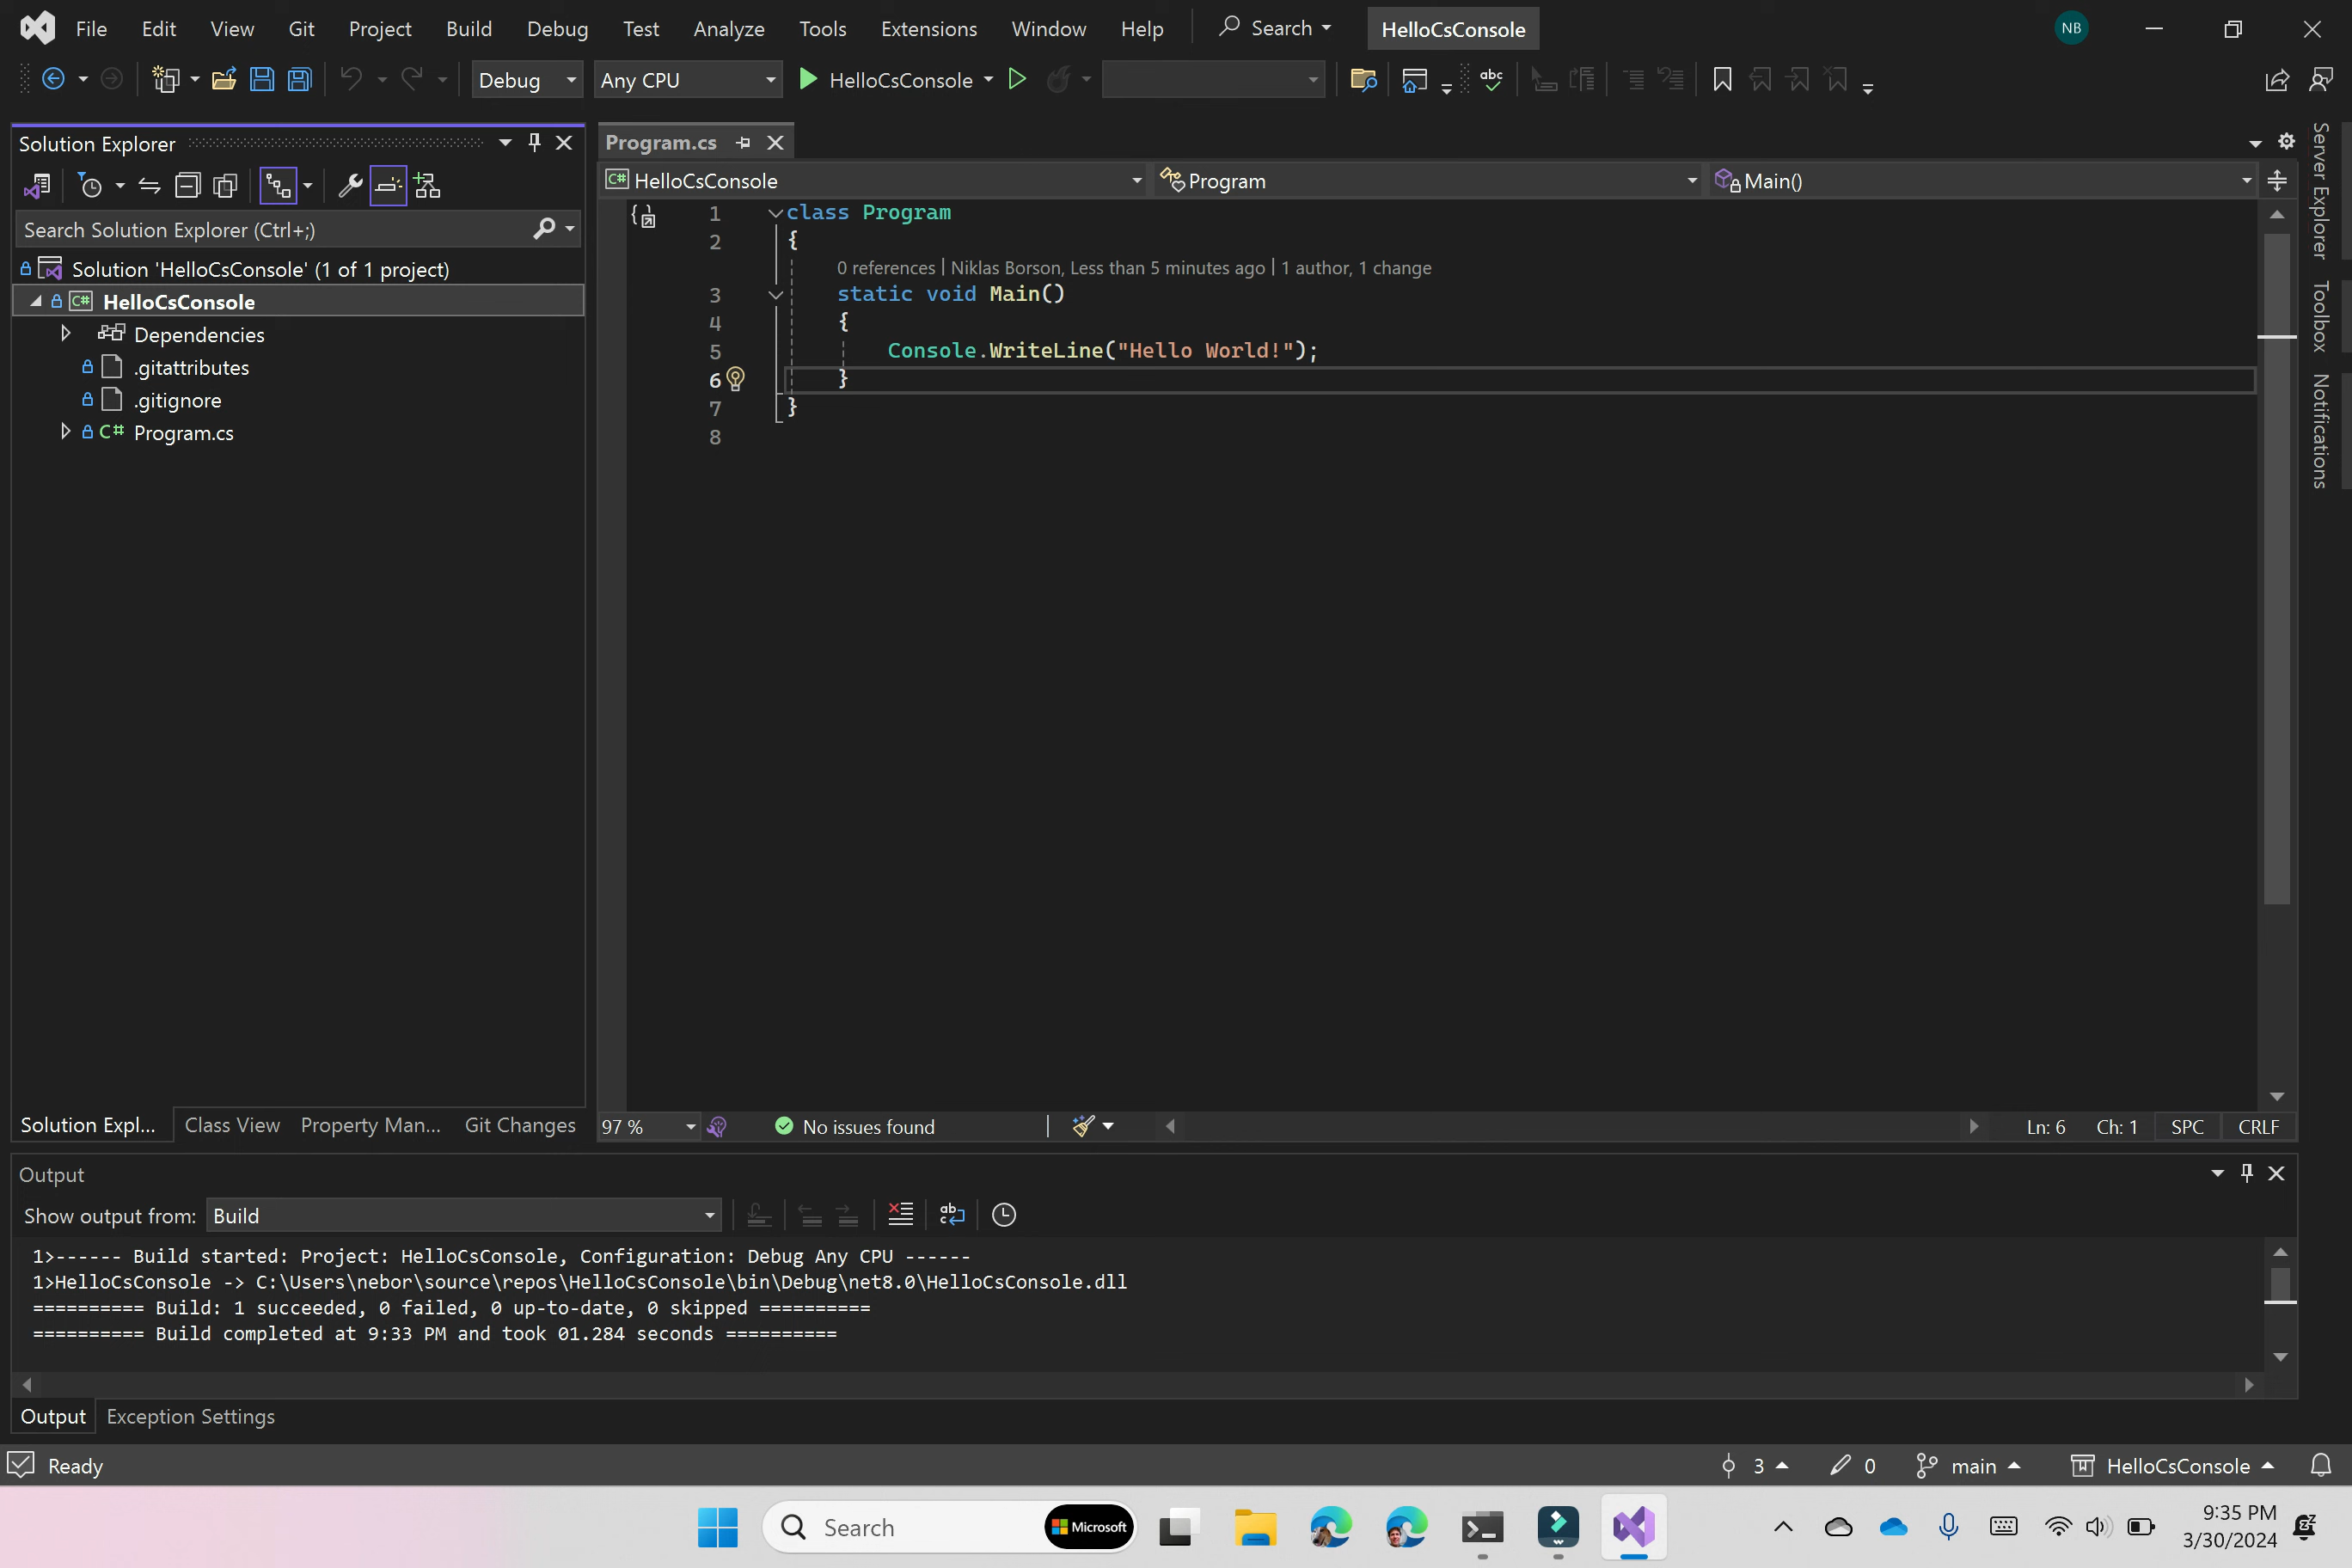 File Edit View Git Project Build Debug Test Analyze Tools Extensions Window Help Search HelloCsConsole NB
Debug Any CPU HelloCsConsole abc
Solution Explorer
Search Solution Explorer (Ctrl+;)
Solution 'HelloCsConsole' (1 of 1 project)
C# HelloCsConsole
Dependencies
.gitattributes
.gitignore
C# Program.cs
Solution Expl... Class View Property Man... Git Changes
Program.cs
C# HelloCsConsole Program Main()
1 class Program
2 {
0 references | Niklas Borson, Less than 5 minutes ago | 1 author, 1 change
3 static void Main()
4 {
5 Console.WriteLine("Hello World!");
6 }
7 }
8
97 % No issues found Ln: 6 Ch: 1 SPC CRLF
Server Explorer
Toolbox
Notifications
Output
Show output from: Build
1>------ Build started: Project: HelloCsConsole, Configuration: Debug Any CPU ------
1>HelloCsConsole -> C:\Users\nebor\source\repos\HelloCsConsole\bin\Debug\net8.0\HelloCsConsole.dll
========== Build: 1 succeeded, 0 failed, 0 up-to-date, 0 skipped ==========
========== Build completed at 9:33 PM and took 01.284 seconds ==========
Output Exception Settings
Ready 3 0 main HelloCsConsole
Search Microsoft
9:35 PM
3/30/2024